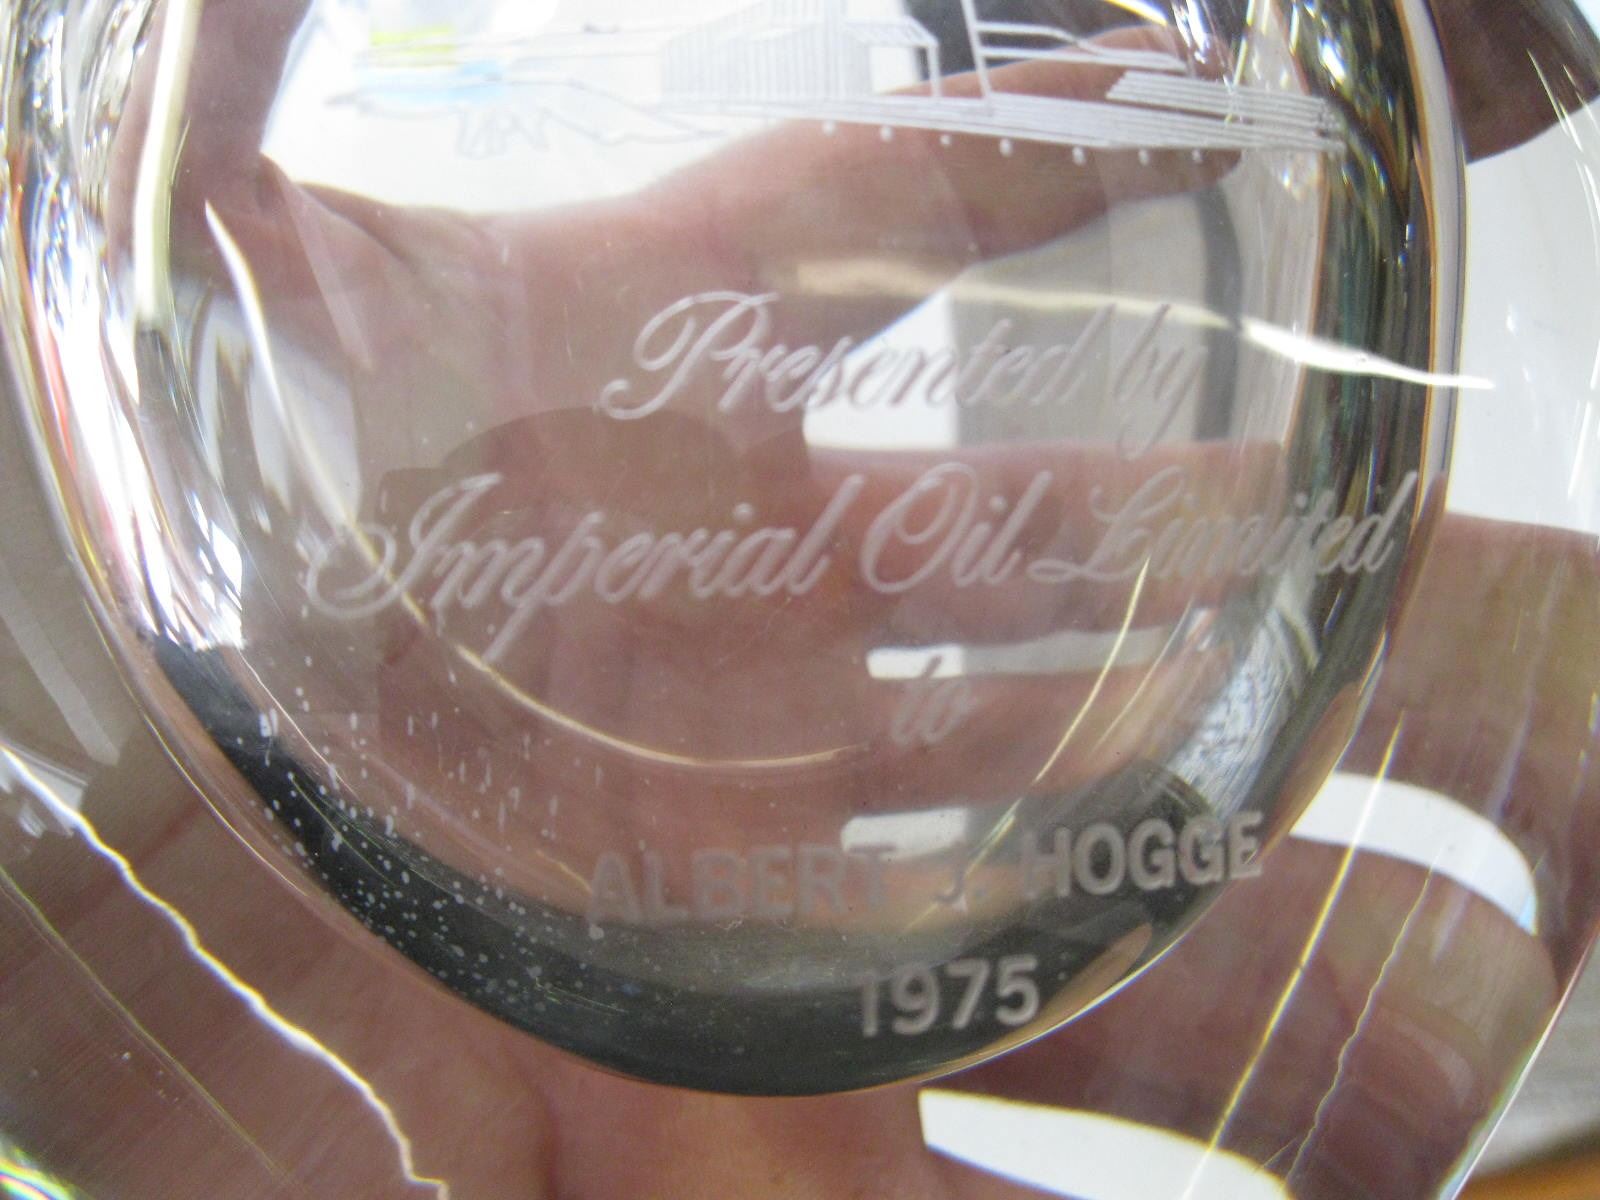 Presented by
Imperial Oil Limited
to
ALBERT J. HOGGE
1975